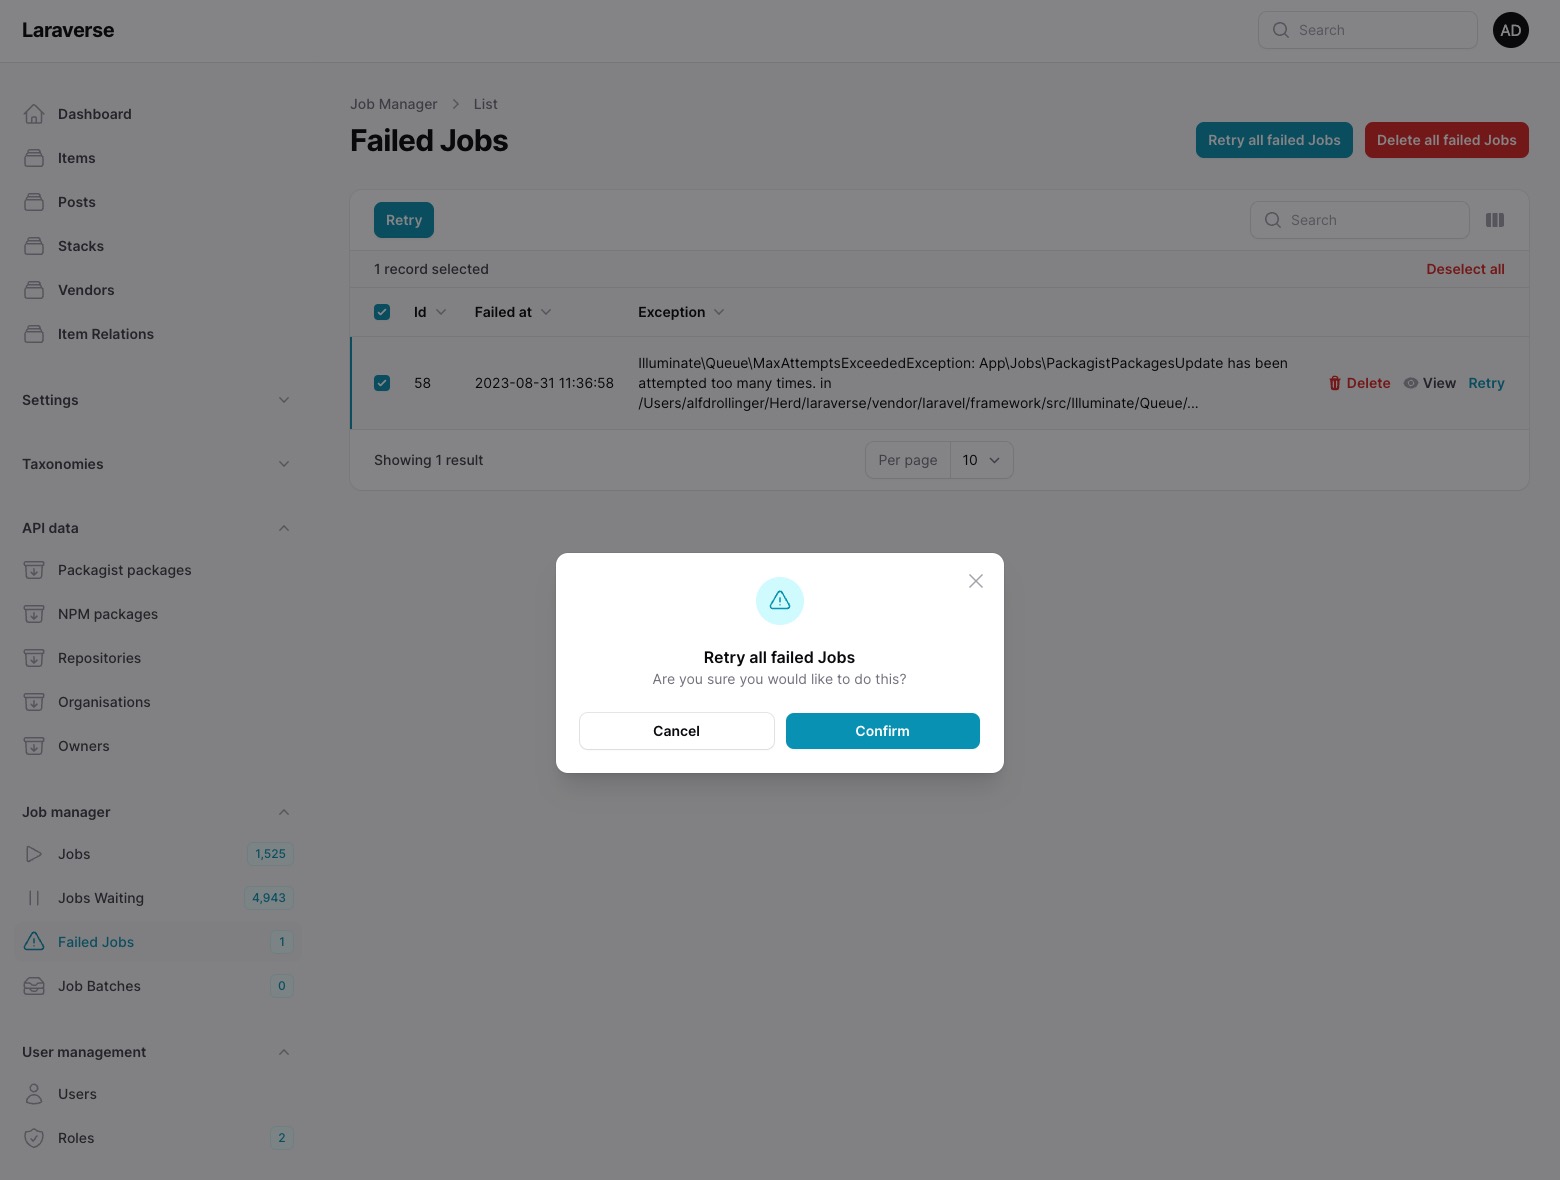 Laraverse
Search
AD
Dashboard
Items
Posts
Stacks
Vendors
Item Relations
Settings
Taxonomies
API data
Packagist packages
NPM packages
Repositories
Organisations
Owners
Job manager
Jobs 1,525
Jobs Waiting 4,943
Failed Jobs 1
Job Batches 0
User management
Users
Roles 2
Job Manager List
Failed Jobs
Retry all failed Jobs Delete all failed Jobs
Retry Search
1 record selected Deselect all
Id Failed at Exception
58 2023-08-31 11:36:58
Illuminate\Queue\MaxAttemptsExceededException: App\Jobs\PackagistPackagesUpdate has been
attempted too many times. in
/Users/alfdrollinger/Herd/laraverse/vendor/laravel/framework/src/Illuminate/Queue/...
Delete View Retry
Showing 1 result Per page 10
Retry all failed Jobs
Are you sure you would like to do this?
Cancel Confirm